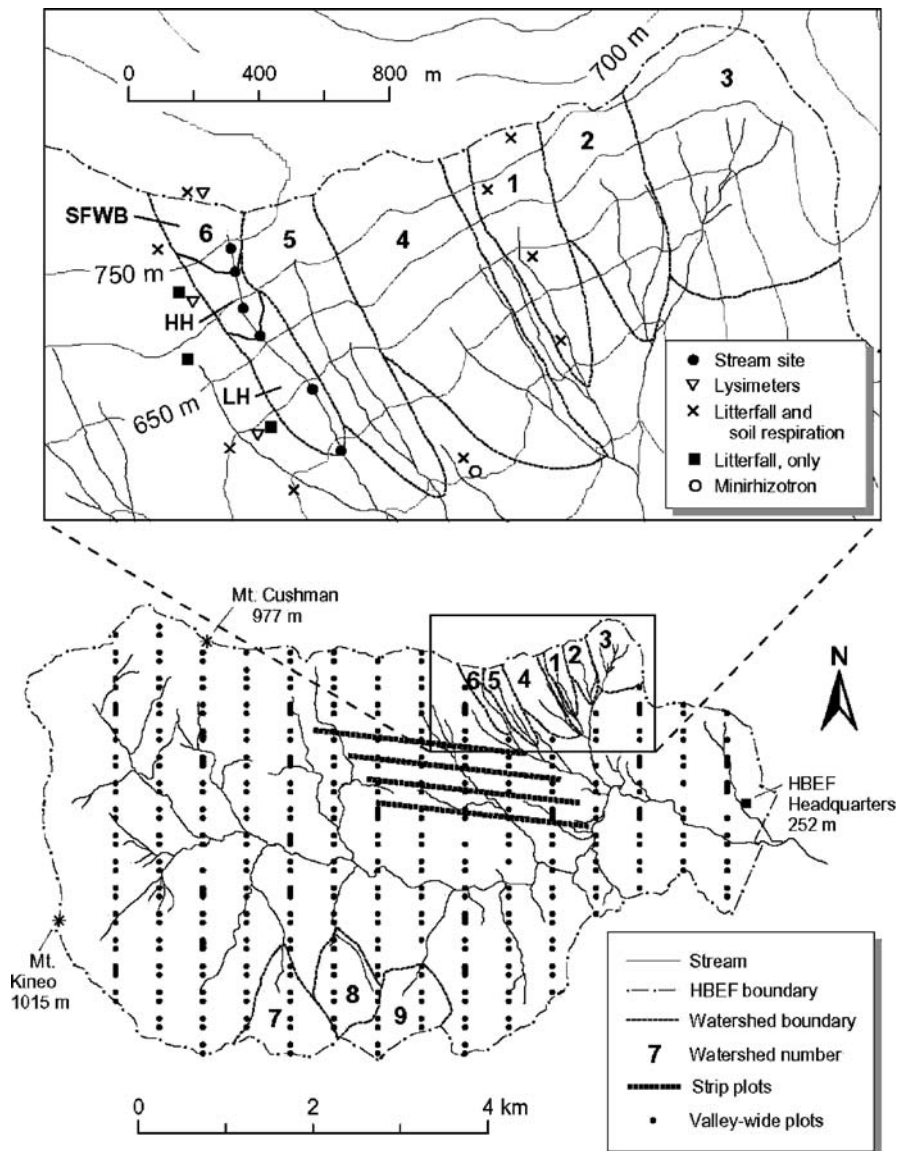 0 400 800 m
700 m
3
2
1
SFWB
6
5
4
750 m
HH
LH
650 m
Stream site
Lysimeters
Litterfall and
soil respiration
Litterfall, only
Minirhizotron
Mt. Cushman
977 m
3
1
2
6
5
4
N
HBEF
Headquarters
252 m
Mt.
Kineo
1015 m
7
8
9
Stream
HBEF boundary
Watershed boundary
7 Watershed number
Strip plots
Valley-wide plots
0 2 4 km